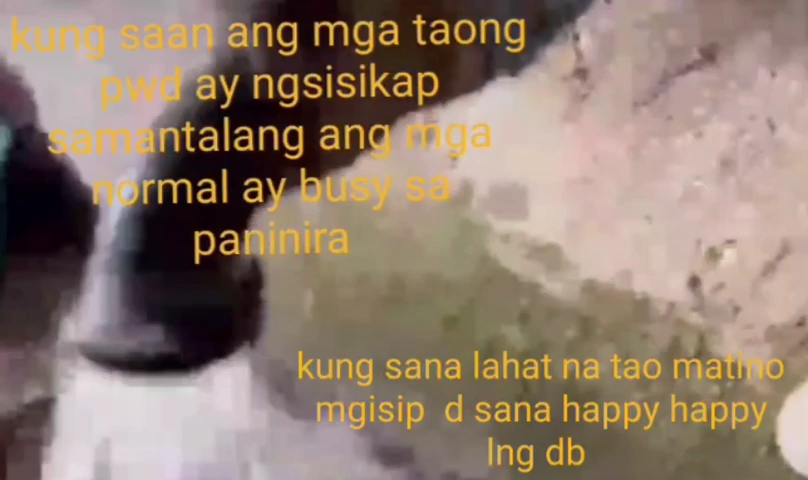 kung saan ang mga taong
pwd ay ngsisikap
samantalang ang mga
normal ay busy sa
paninira
kung sana lahat na tao matino
mgisip d sana happy happy
lng db